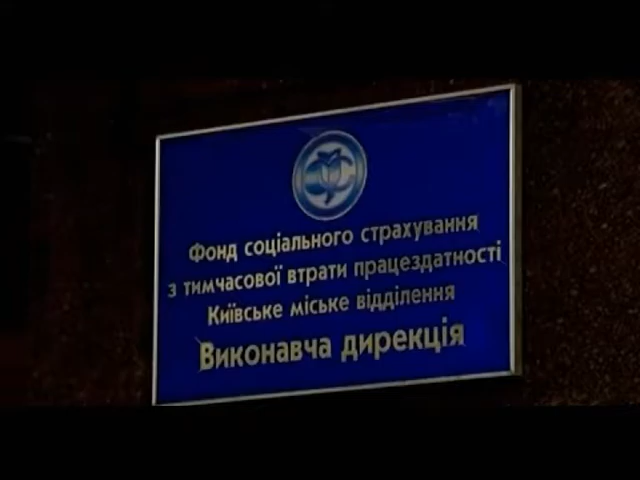 Фонд соціального страхування
з тимчасової втрати працездатності
Київське міське відділення
Виконавча дирекція